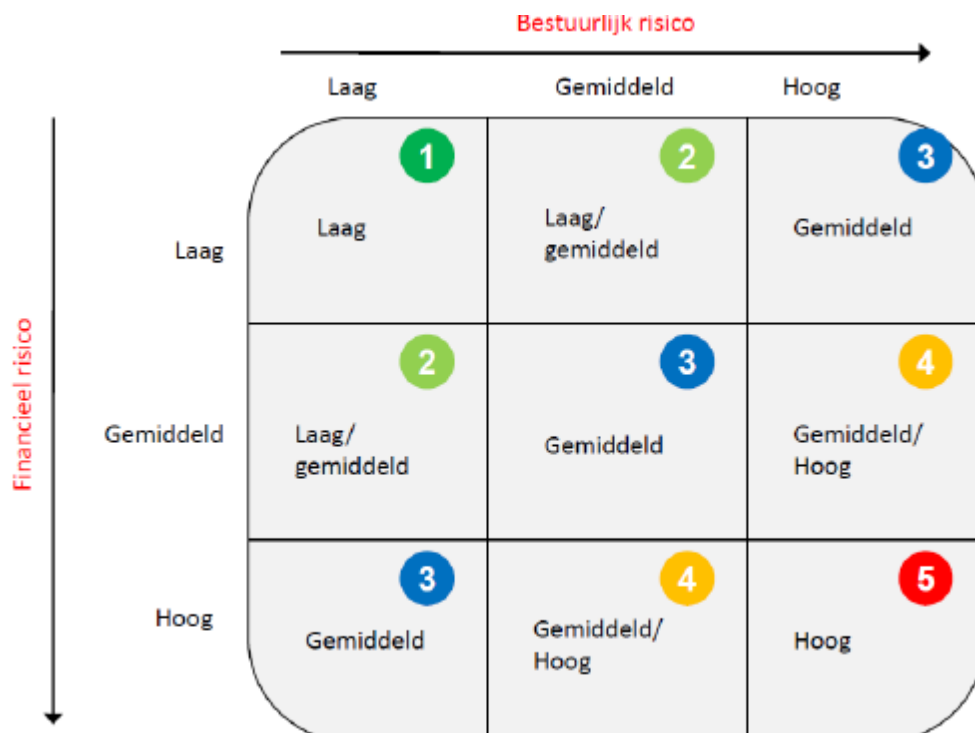 Bestuurlijk risico
Laag Gemiddeld Hoog
1 2 3
Laag Laag Laag/ Gemiddeld
gemiddeld
2 3 4
Gemiddeld Laag/ Gemiddeld Gemiddeld/
gemiddeld Hoog
3 4 5
Hoog Gemiddeld Gemiddeld/ Hoog
Hoog
Financieel risico